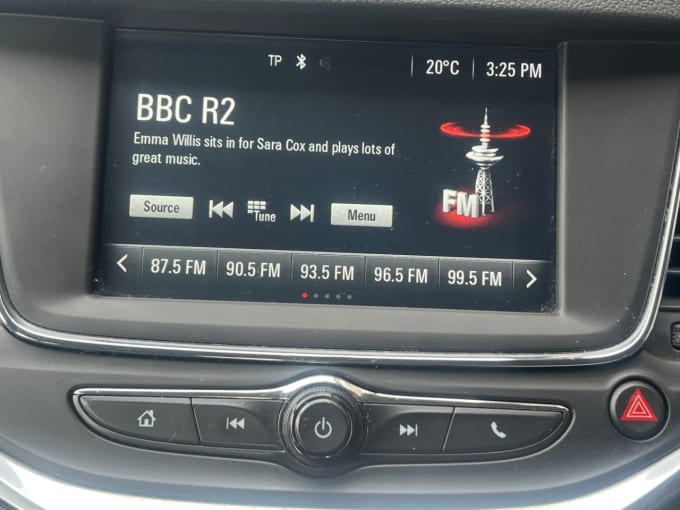 TP 20°C 3:25 PM
BBC R2
Emma Willis sits in for Sara Cox and plays lots of
great music.
FM
Source Tune Menu
87.5 FM 90.5 FM 93.5 FM 96.5 FM 99.5 FM